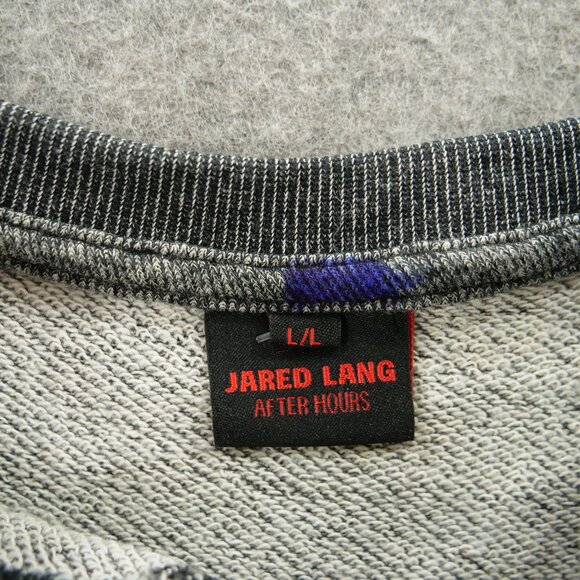 L/L
JARED LANG
AFTER HOURS